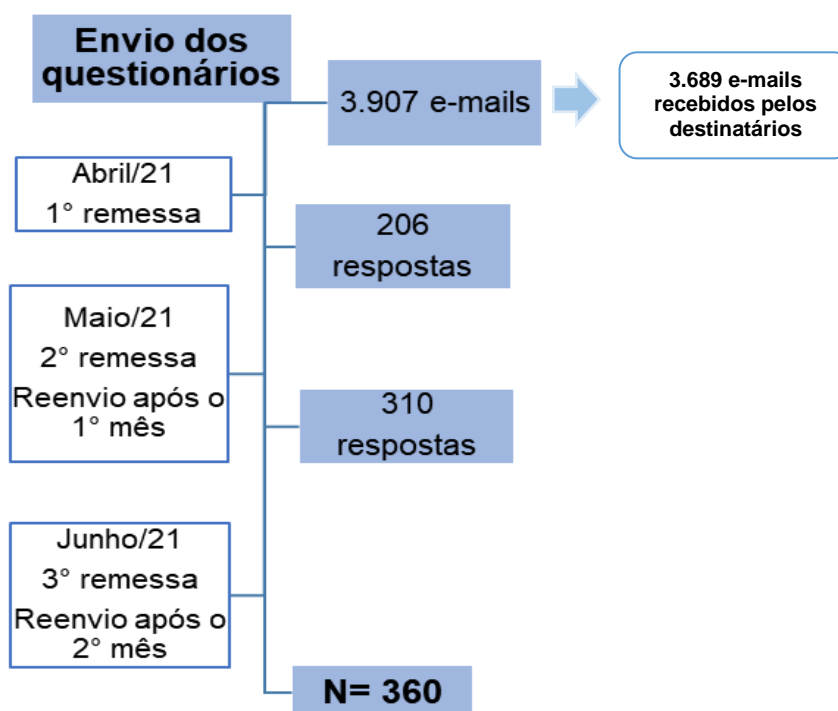 Envio dos
questionários
3.907 e-mails
3.689 e-mails
recebidos pelos
destinatários
Abril/21
1° remessa
206
respostas
Maio/21
2° remessa
Reenvio após o
1° mês
310
respostas
Junho/21
3° remessa
Reenvio após o
2° mês
N= 360